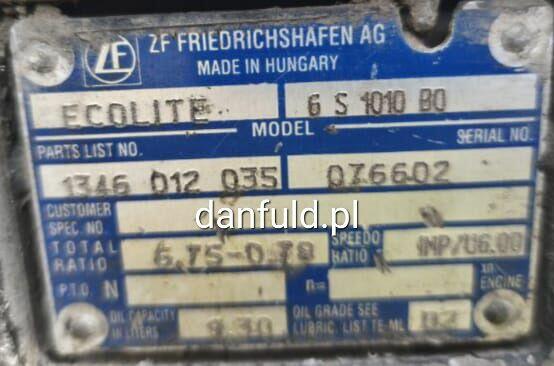 ZF ZF FRIEDRICHSHAFEN AG
MADE IN HUNGARY
ECOLITE 6 S 1010 BO
MODEL
PARTS LIST NO. SERIAL NO.
1346 012 035 076602
CUSTOMER
SPEC. NO
danfuld.pl
TOTAL RATIO 6.75-0.78 SPEEDO RATIO INP/U6.00
P.T.O. N n= in ENGINE
OIL CAPACITY IN LITERS 9.30 OIL GRADE SEE LUBRIC. LIST TE-ML 02